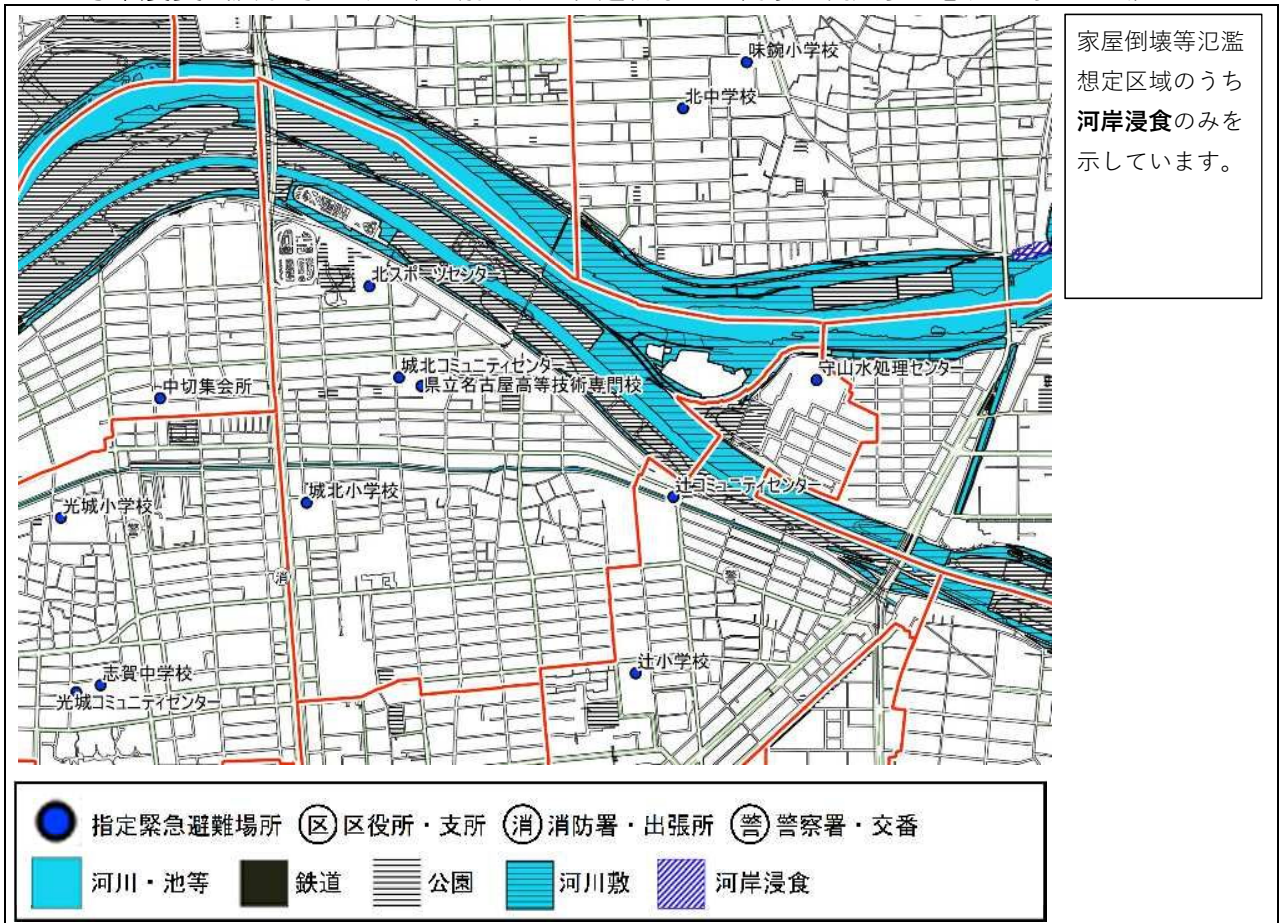 家屋倒壊等氾濫
想定区域のうち
河岸浸食のみを
示しています。
味鋺小学校
北中学校
北スポーツセンター
城北コミュニティセンター
県立名古屋高等技術専門校
守山水処理センター
中切集会所
辻コミュニティセンター
城北小学校
光城小学校
警
消
警
辻小学校
志賀中学校
光城コミュニティセンター
指定緊急避難場所 区 区役所・支所 消 消防署・出張所 警 警察署・交番
河川・池等 鉄道 公園 河川敷 河岸浸食